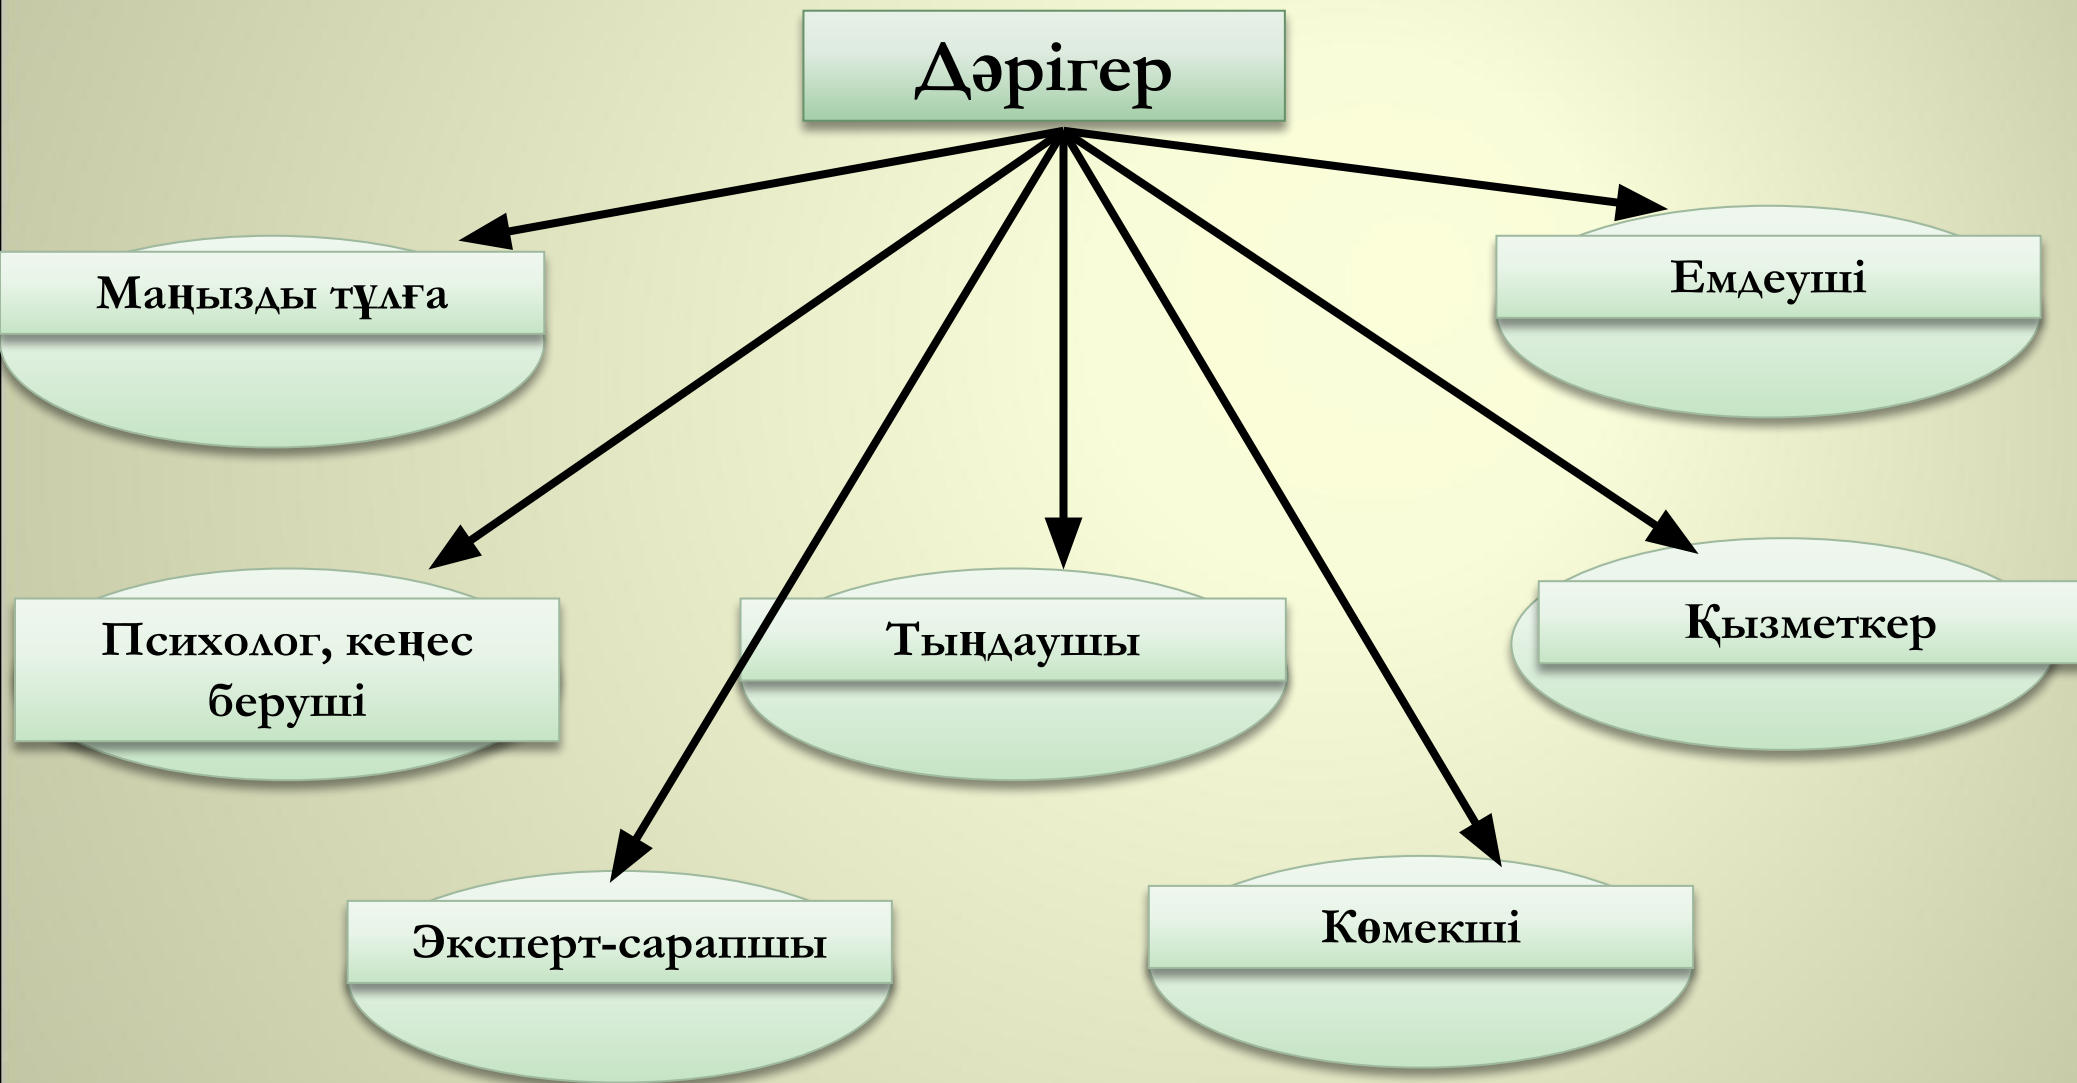 Дәрігер
Маңызды тұлға
Емдеуші
Психолог, кеңес
беруші
Тыңдаушы
Қызметкер
Эксперт-сарапшы
Көмекші